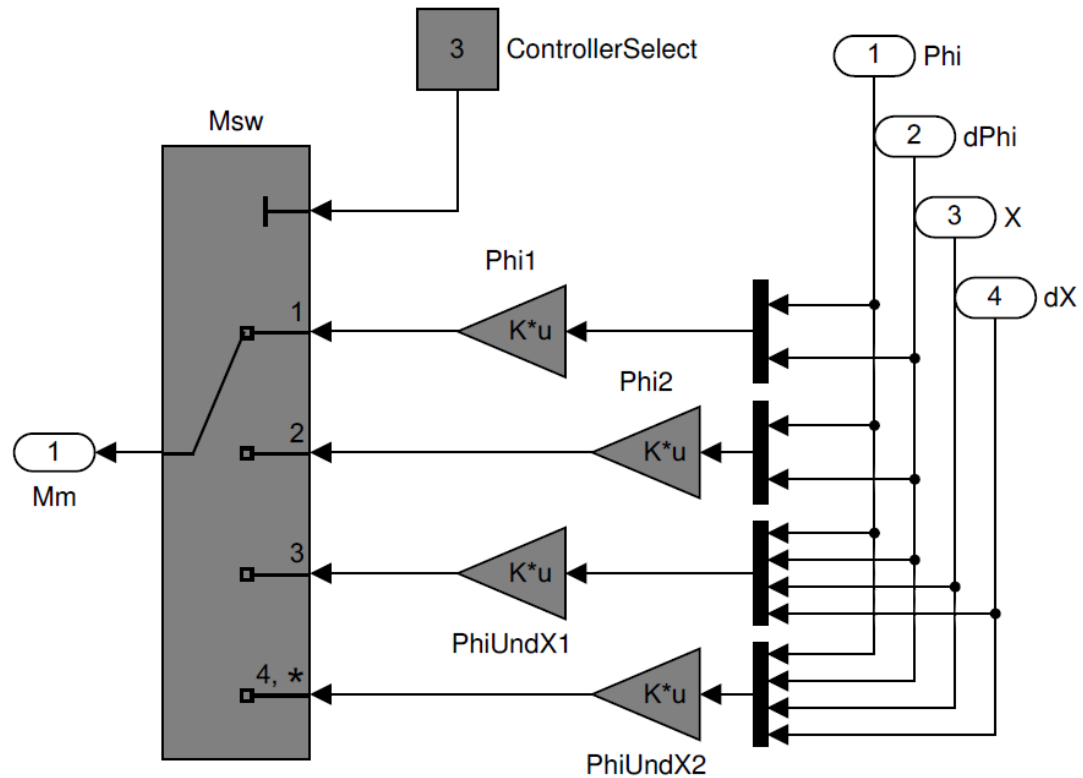 3
ControllerSelect
1
Phi
Msw
2
dPhi
3
X
Phi1
4
dX
1
K*u
Phi2
2
1
K*u
Mm
3
K*u
PhiUndX1
4, *
K*u
PhiUndX2